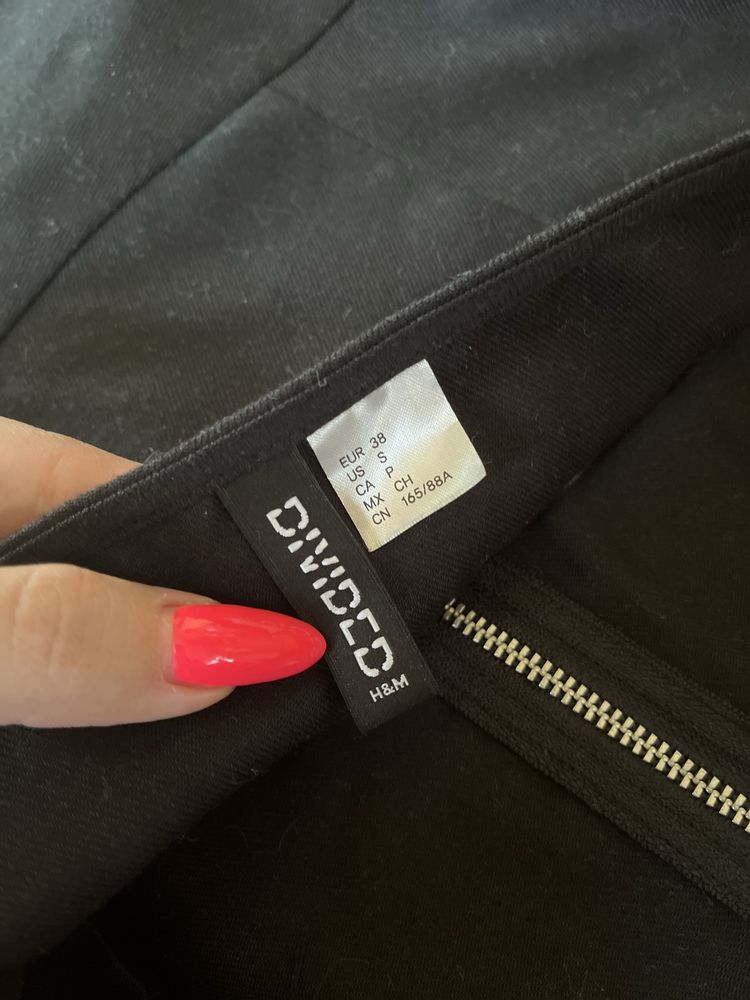 EUR 38
US S
CA P
MX CH
CN 165/88A
DIVIDED
H&M